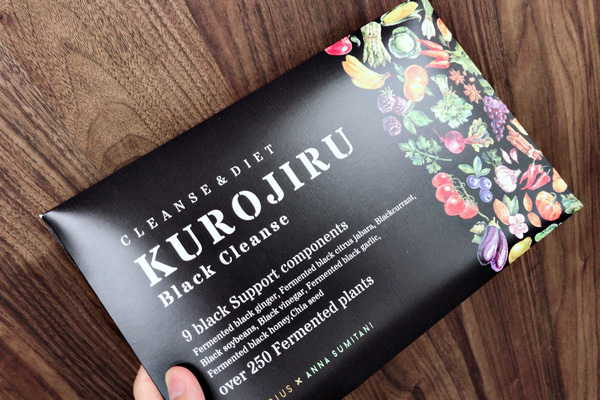 CLEANSE & DIET
KUROJIRU
Black Cleanse
9 black Support components
Fermented black ginger, Fermented black citrus jabara, Blackcurrant,
Black soybeans, Black vinegar, Fermented black garlic,
Fermented black honey,Chia seed
over 250 Fermented plants
IUS × ANNA SUMITANI